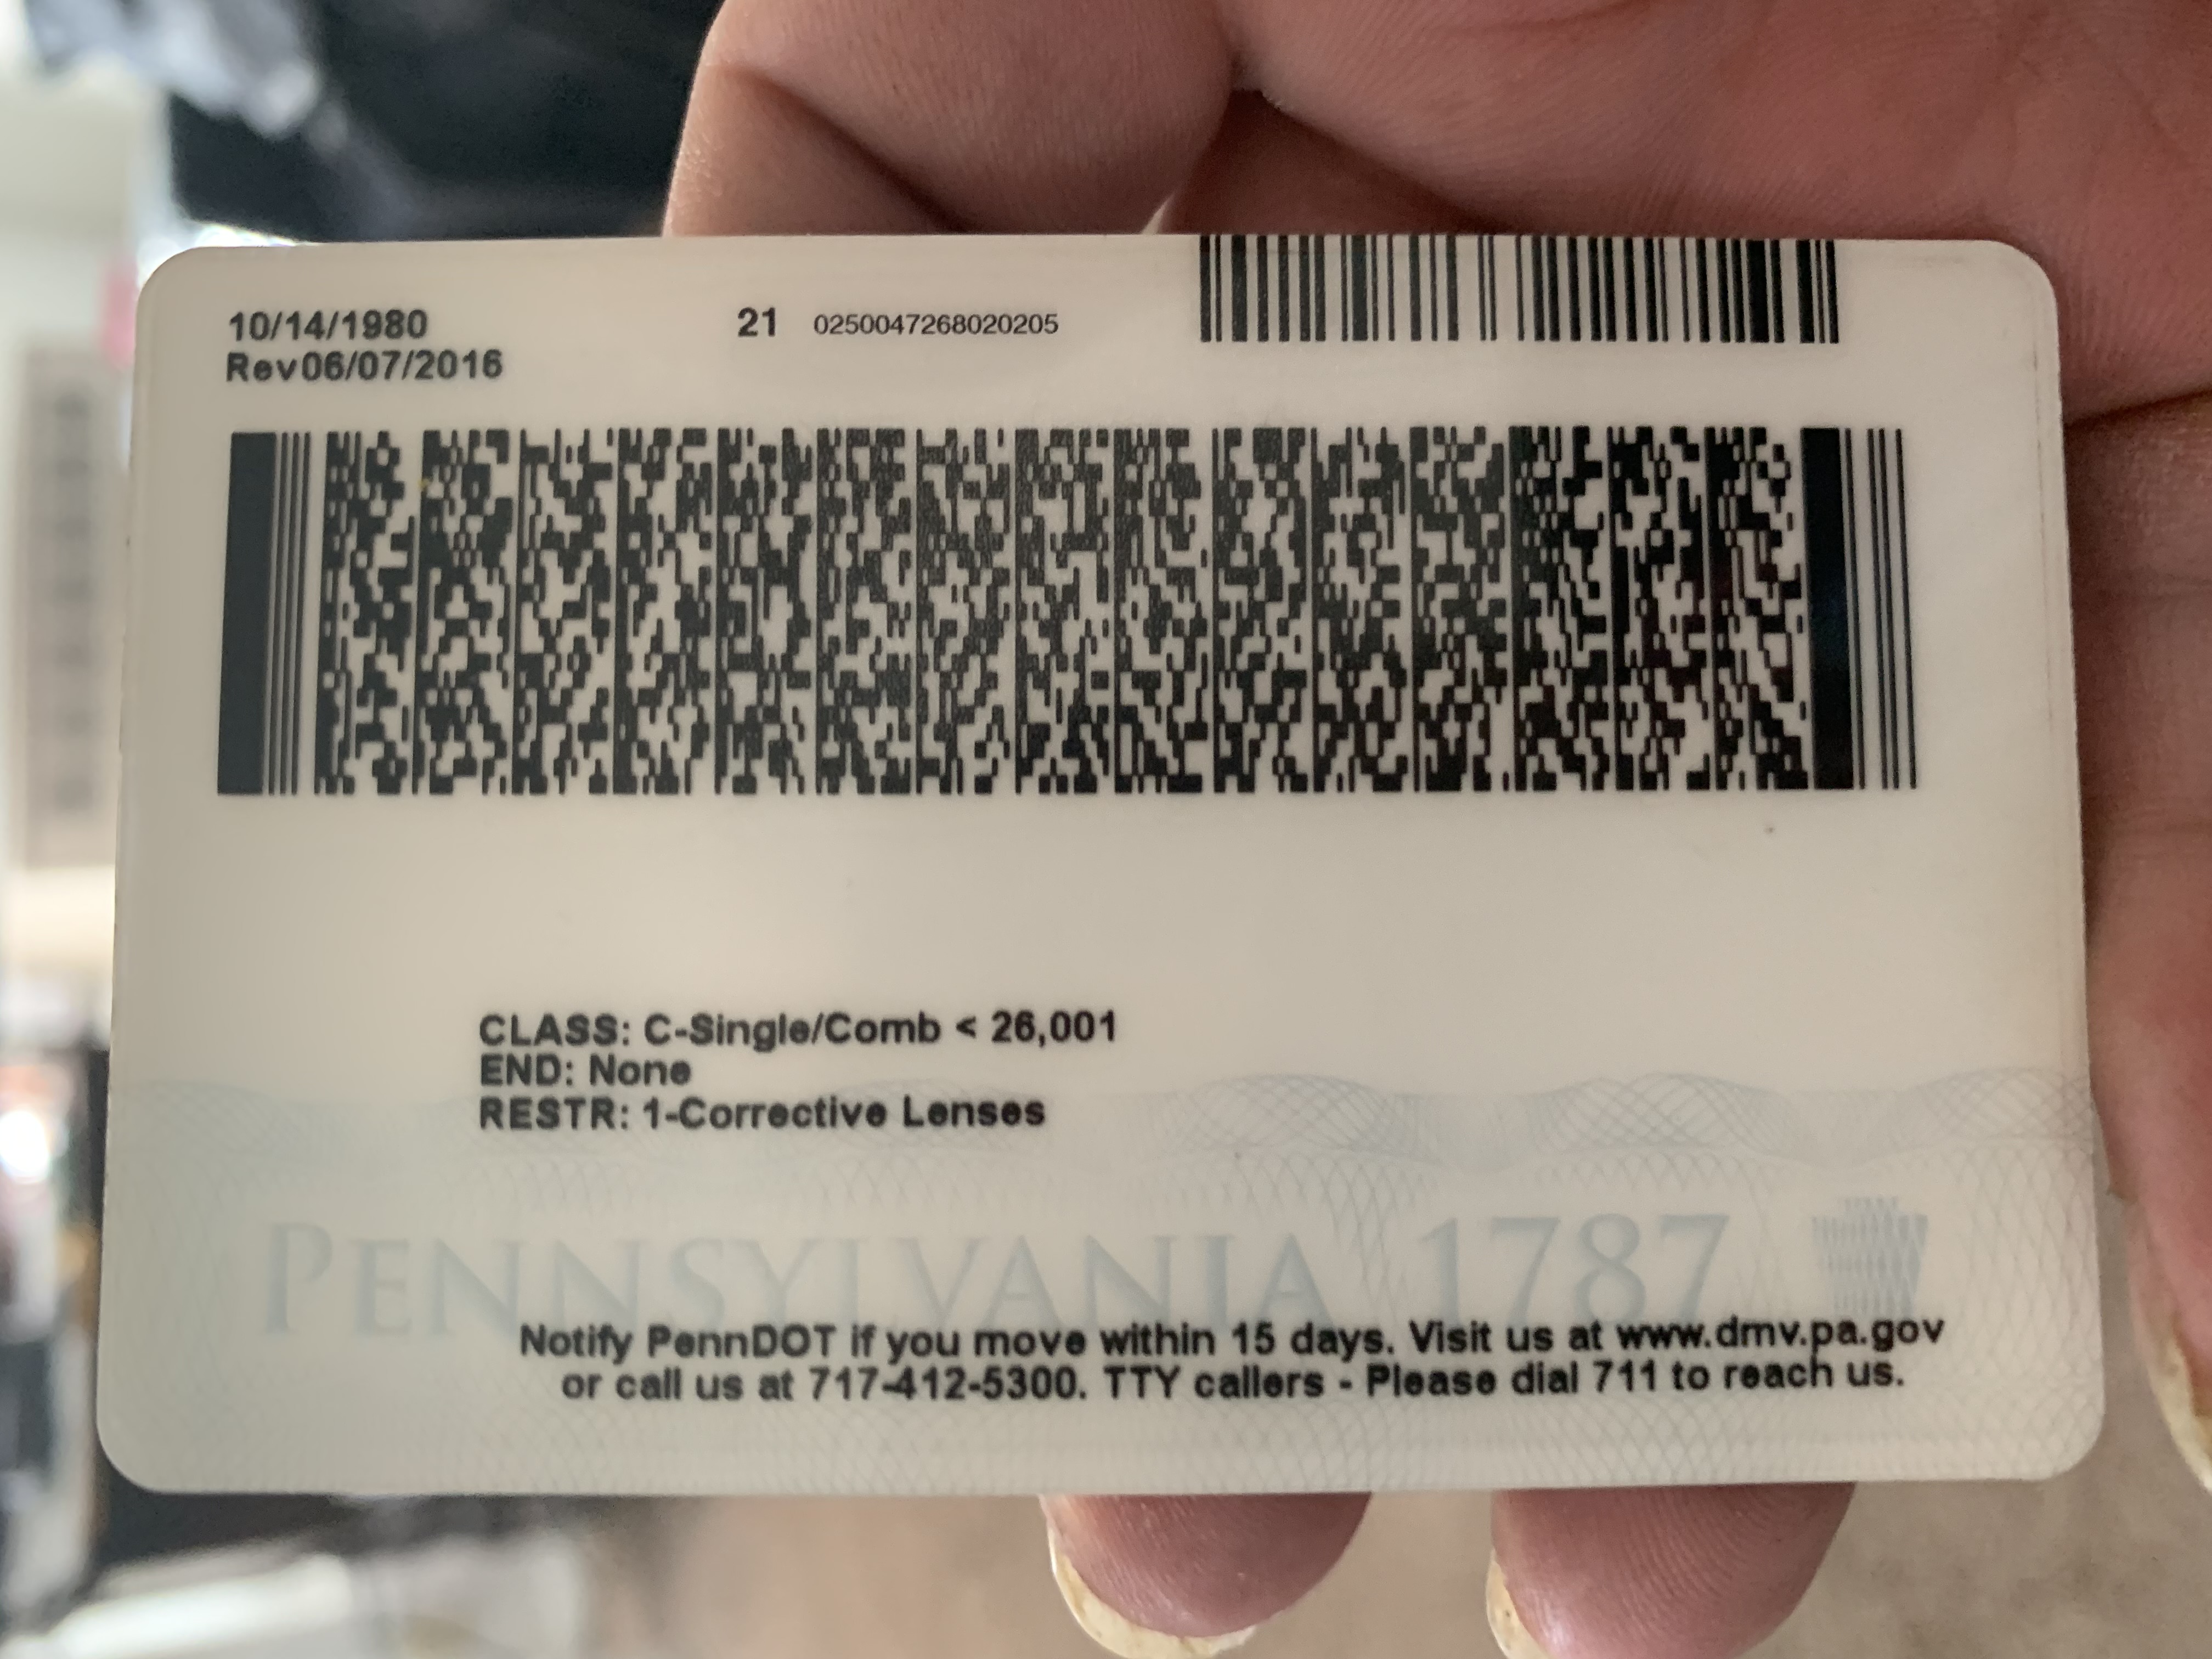 10/14/1980 21 0250047268020205
Rev06/07/2016
CLASS: C-Single/Comb < 26,001
END: None
RESTR: 1-Corrective Lenses
PENNSYLVANIA 1787
Notify PennDOT if you move within 15 days. Visit us at www.dmv.pa.gov
or call us at 717-412-5300. TTY callers - Please dial 711 to reach us.